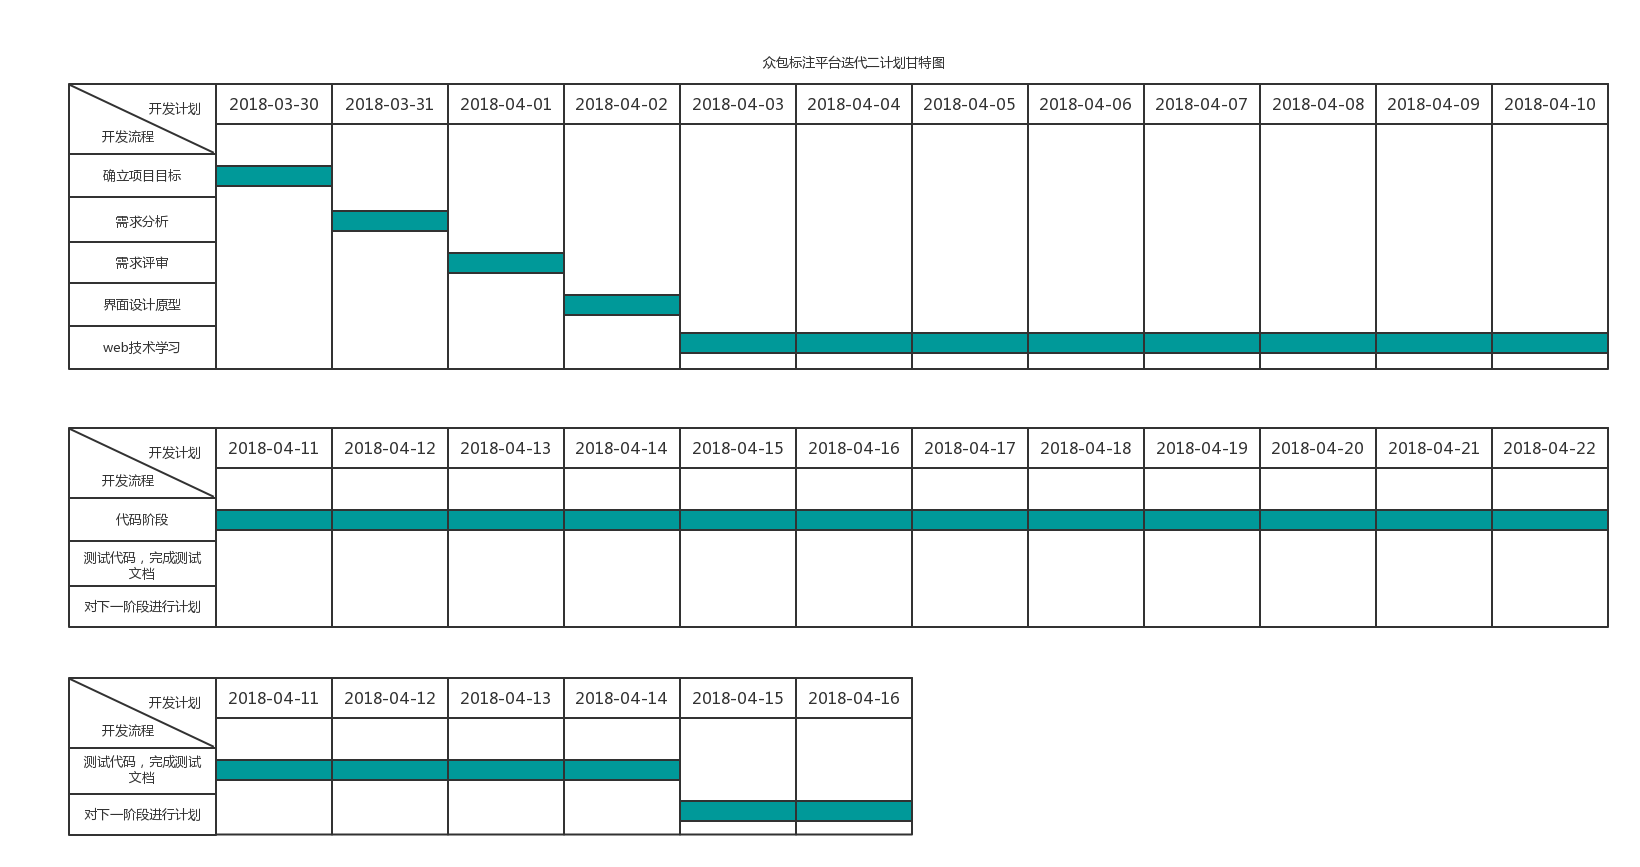 众包标注平台迭代二计划甘特图
开发计划 2018-03-30 2018-03-31 2018-04-01 2018-04-02 2018-04-03 2018-04-04 2018-04-05 2018-04-06 2018-04-07 2018-04-08 2018-04-09 2018-04-10
开发流程
确立项目目标
需求分析
需求评审
界面设计原型
web技术学习
开发计划 2018-04-11 2018-04-12 2018-04-13 2018-04-14 2018-04-15 2018-04-16 2018-04-17 2018-04-18 2018-04-19 2018-04-20 2018-04-21 2018-04-22
开发流程
代码阶段
测试代码，完成测试
文档
对下一阶段进行计划
开发计划 2018-04-11 2018-04-12 2018-04-13 2018-04-14 2018-04-15 2018-04-16
开发流程
测试代码，完成测试
文档
对下一阶段进行计划